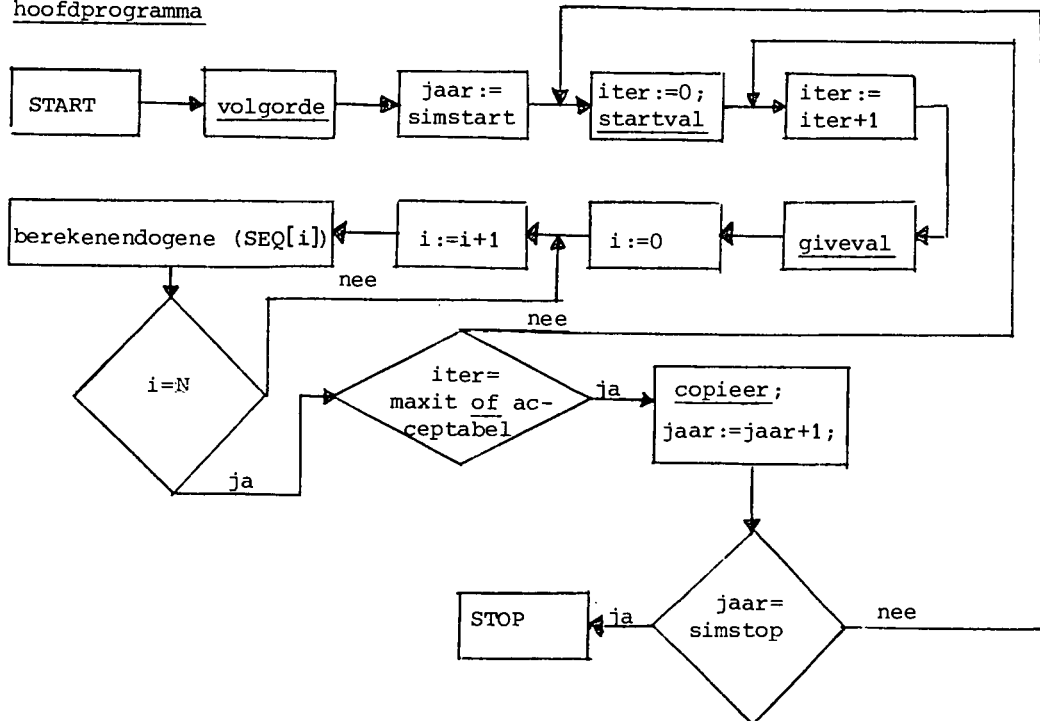 hoofdprogramma
START
volgorde
jaar:=
simstart
iter:=0;
startval
iter:=
iter+1
giveval
i:=0
i:=i+1
berekenendogene (SEQ[i])
i=N
nee
ja
iter=
maxit of ac-
ceptabel
nee
ja
copieer;
jaar:=jaar+1;
jaar=
simstop
nee
ja
STOP